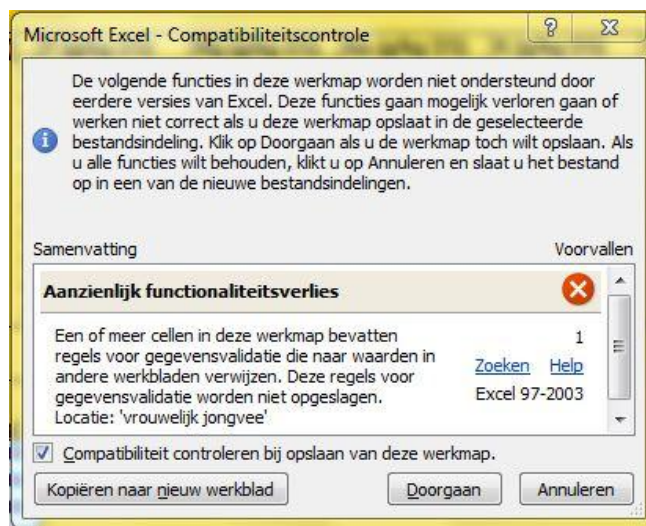 Microsoft Excel - Compatibiliteitscontrole
De volgende functies in deze werkmap worden niet ondersteund door
eerdere versies van Excel. Deze functies gaan mogelijk verloren gaan of
werken niet correct als u deze werkmap opslaat in de geselecteerde
bestandsindeling. Klik op Doorgaan als u de werkmap toch wilt opslaan. Als
u alle functies wilt behouden, klikt u op Annuleren en slaat u het bestand
op in een van de nieuwe bestandsindelingen.
Samenvatting Voorvallen
Aanzienlijk functionaliteitsverlies
Een of meer cellen in deze werkmap bevatten 1
regels voor gegevensvalidatie die naar waarden in
andere werkbladen verwijzen. Deze regels voor Zoeken Help
gegevensvalidatie worden niet opgeslagen. Excel 97-2003
Locatie: 'vrouwelijk jongvee'
Compatibiliteit controleren bij opslaan van deze werkmap.
Kopiëren naar nieuw werkblad Doorgaan Annuleren